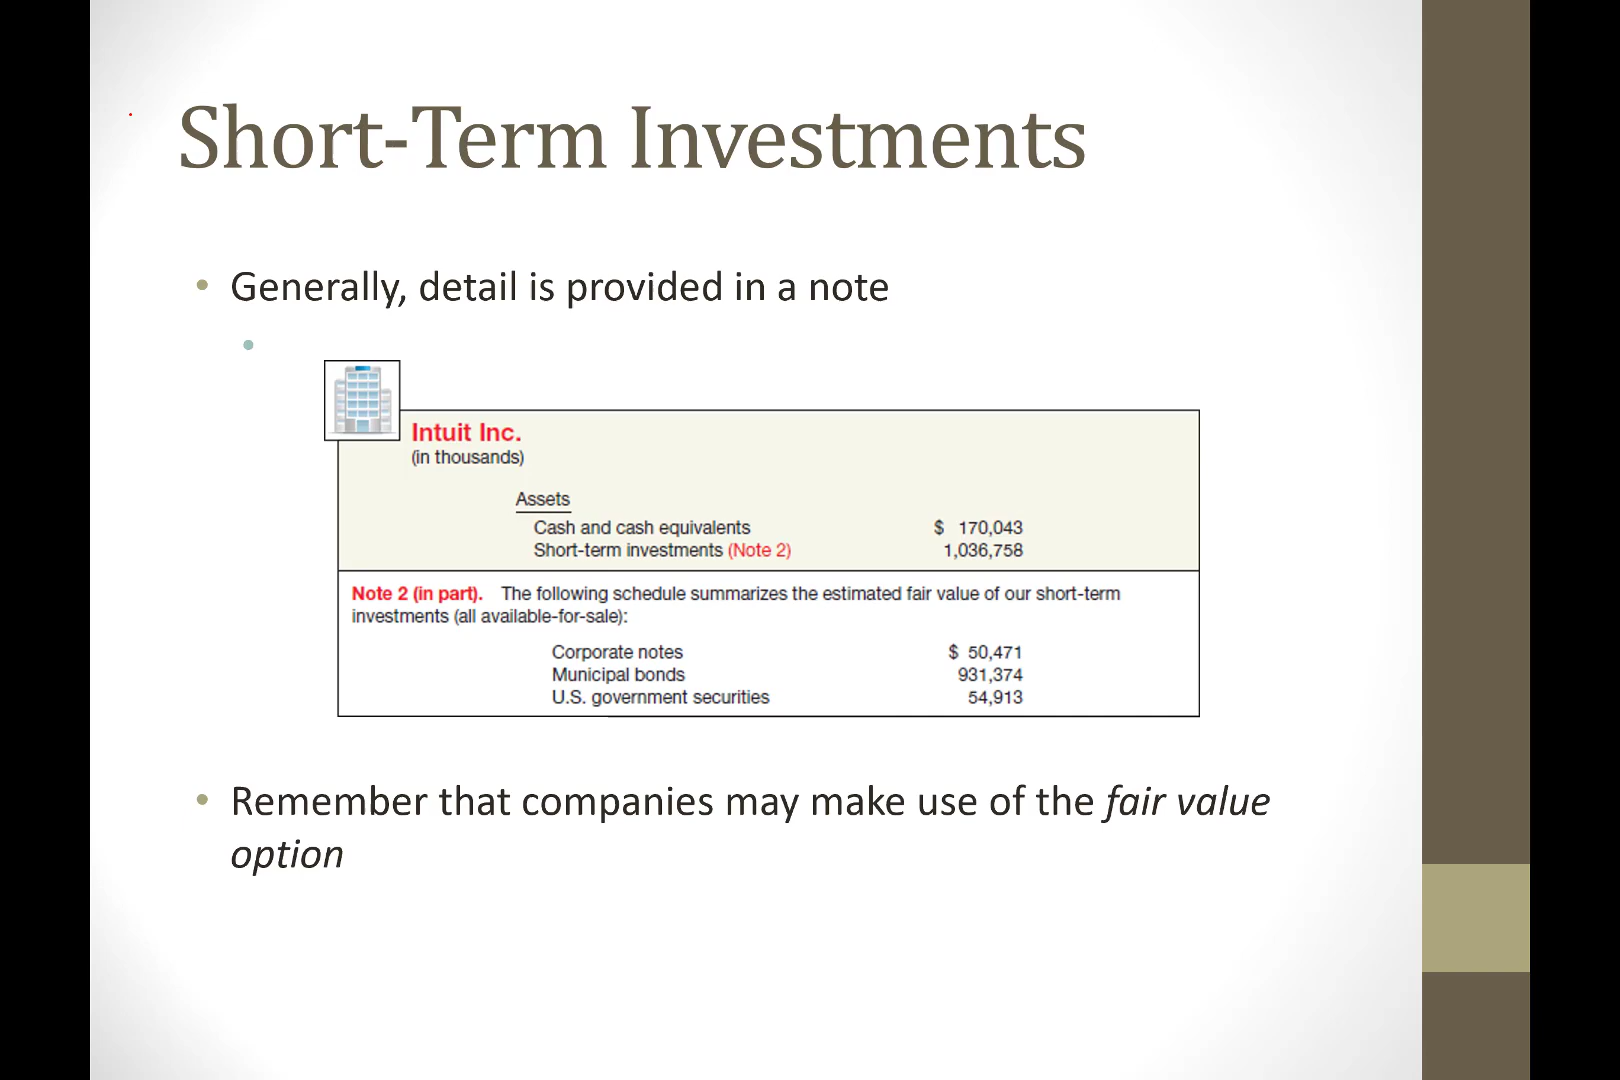 Short-Term Investments
• Generally, detail is provided in a note
•
Intuit Inc.
(in thousands)
Assets
Cash and cash equivalents $ 170,043
Short-term investments (Note 2) 1,036,758
Note 2 (in part). The following schedule summarizes the estimated fair value of our short-term
investments (all available-for-sale):
Corporate notes $ 50,471
Municipal bonds 931,374
U.S. government securities 54,913
• Remember that companies may make use of the fair value
option